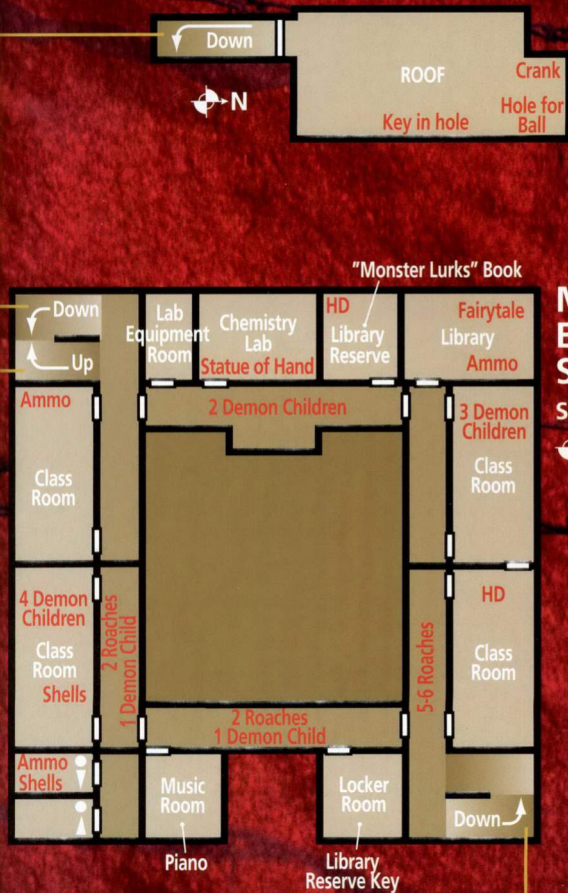 Down
ROOF
Crank
N
Hole for
Ball
Key in hole
"Monster Lurks" Book
Down
Up
Lab
Equipment
Room
Chemistry
Lab
Statue of Hand
HD
Library
Reserve
Fairytale
Library
Ammo
M
E
S
S
Ammo
Class
Room
2 Demon Children
3 Demon
Children
Class
Room
4 Demon
Children
Class
Room
Shells
2 Roaches
1 Demon Child
5-6 Roaches
HD
Class
Room
2 Roaches
1 Demon Child
Ammo
Shells
Music
Room
Locker
Room
Down
Piano
Library
Reserve Key